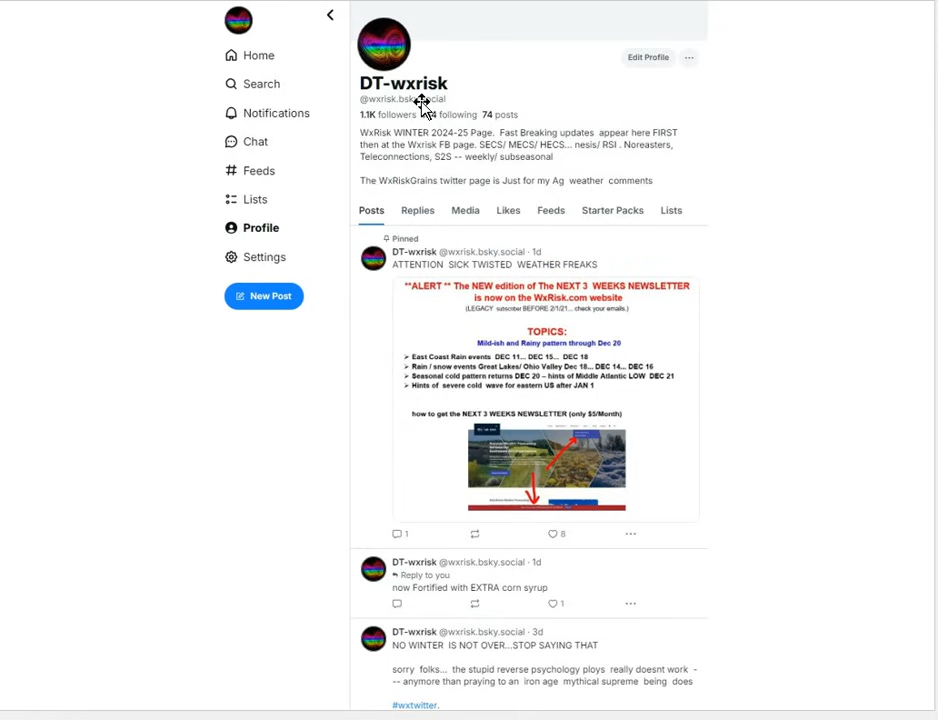 Home
Search
Notifications
Chat
Feeds
Lists
Profile
Settings
New Post
Edit Profile
DT-wxrisk
@wxrisk.bsky.social
1.1K followers following 74 posts
WxRisk WINTER 2024-25 Page. Fast Breaking updates appear here FIRST
then at the Wxrisk FB page. SECS/ MECS/ HECS... nesis/ RSI . Noreasters,
Teleconnections, S2S -- weekly/ subseasonal
The WxRiskGrains twitter page is Just for my Ag weather comments
Posts Replies Media Likes Feeds Starter Packs Lists
Pinned
DT-wxrisk @wxrisk.bsky.social · 1d
ATTENTION SICK TWISTED WEATHER FREAKS
**ALERT ** The NEW edition of The NEXT 3 WEEKS NEWSLETTER
is now on the WxRisk.com website
(LEGACY subscriber BEFORE 2/1/21... check your emails.)
TOPICS:
Mild-ish and Rainy pattern through Dec 20
➢ East Coast Rain events DEC 11... DEC 15... DEC 18
➢ Rain / snow events Great Lakes/ Ohio Valley Dec 18... DEC 14... DEC 16
➢ Seasonal cold pattern returns DEC 20 – hints of Middle Atlantic LOW DEC 21
➢ Hints of severe cold wave for eastern US after JAN 1
how to get the NEXT 3 WEEKS NEWSLETTER (only $5/Month)
1 8
DT-wxrisk @wxrisk.bsky.social · 1d
Reply to you
now Fortified with EXTRA corn syrup
1
DT-wxrisk @wxrisk.bsky.social · 3d
NO WINTER IS NOT OVER...STOP SAYING THAT
sorry folks... the stupid reverse psychology ploys really doesnt work -
-- anymore than praying to an iron age mythical supreme being does
#wxtwitter.